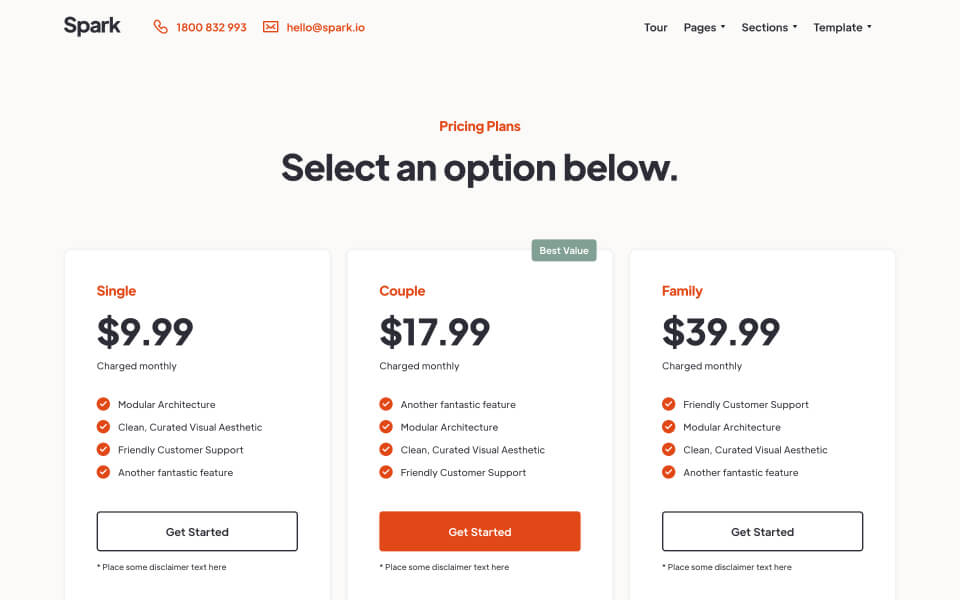 Spark
1800 832 993
hello@spark.io
Tour
Pages
Sections
Template
Pricing Plans
Select an option below.
Single
$9.99
Charged monthly
Modular Architecture
Clean, Curated Visual Aesthetic
Friendly Customer Support
Another fantastic feature
Get Started
* Place some disclaimer text here
Best Value
Couple
$17.99
Charged monthly
Another fantastic feature
Modular Architecture
Clean, Curated Visual Aesthetic
Friendly Customer Support
Get Started
* Place some disclaimer text here
Family
$39.99
Charged monthly
Friendly Customer Support
Modular Architecture
Clean, Curated Visual Aesthetic
Another fantastic feature
Get Started
* Place some disclaimer text here